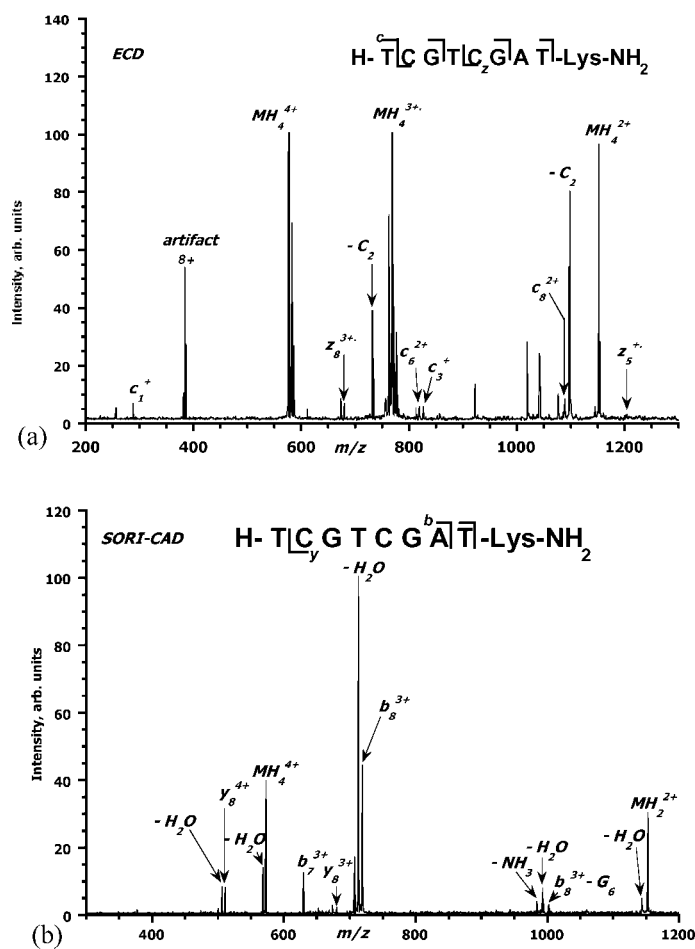 140
ECD
H- TCGTCGAT-Lys-NH2
c
z
120
MH4 4+
MH4 3+·
MH4 2+
100
- C2
80
artifact
8+
- C2
60
c8 2+
z8 3+·
c6 2+
c3 +
z5 +·
40
20
c1 +
0
Intensity, arb. units
200 400 600 m/z 800 1000 1200
(a)
120
SORI-CAD
H- TCGTCGAT-Lys-NH2
b
y
- H2O
100
80
b8 3+
60
MH4 4+
y8 4+
MH2 2+
40
- H2O
- H2O
- H2O
- H2O
b7 3+
y8 3+
- NH3
b8 3+ - G6
20
0
Intensity, arb. units
400 600 m/z 800 1000 1200
(b)